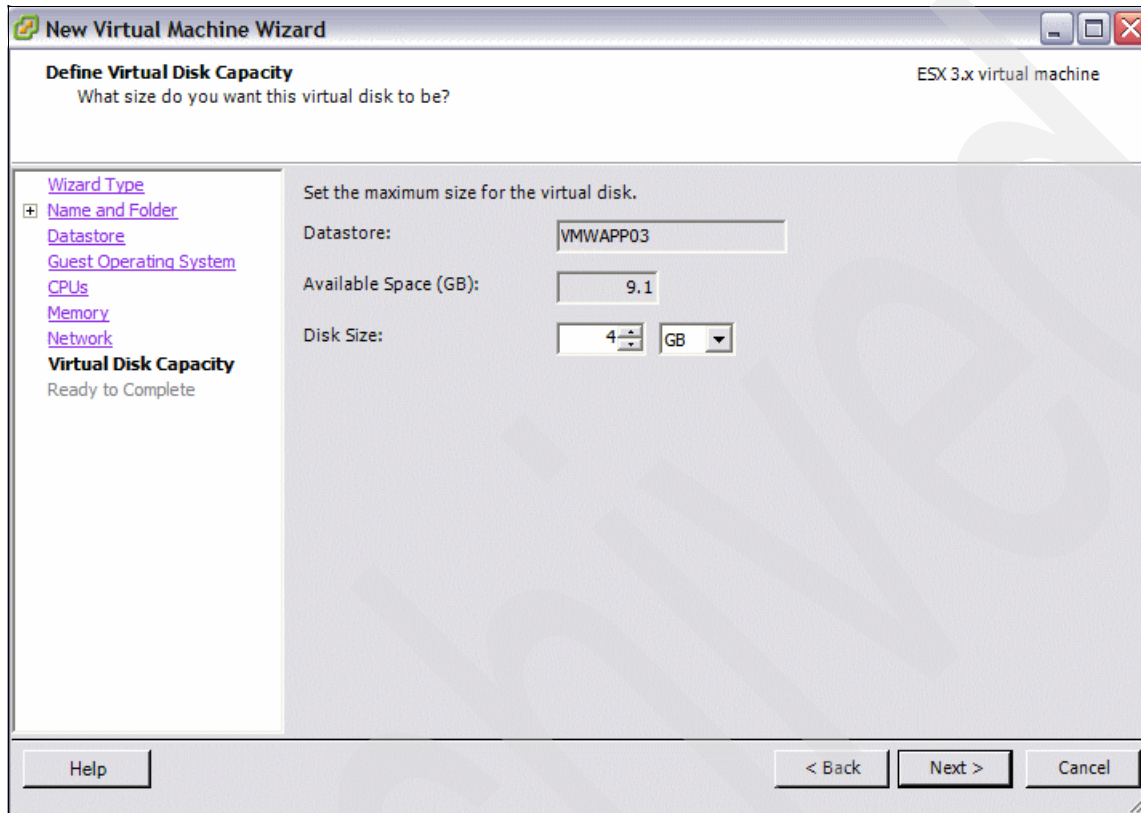 New Virtual Machine Wizard
Define Virtual Disk Capacity
ESX 3.x virtual machine
What size do you want this virtual disk to be?
Wizard Type
Name and Folder
Datastore
Guest Operating System
CPUs
Memory
Network
Virtual Disk Capacity
Ready to Complete
Set the maximum size for the virtual disk.
Datastore: VMWAPP03
Available Space (GB): 9.1
Disk Size: 4 GB
Help
< Back
Next >
Cancel